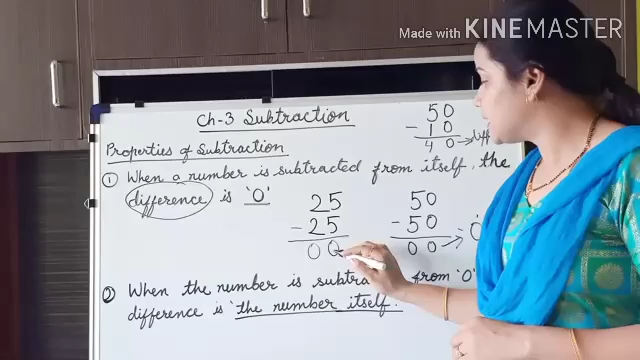 Made with KINEMASTER
Ch-3 Subtraction
50
- 10
40 →
Properties of Subtraction
① When a number is subtracted from itself, the
difference is '0'
25
- 25
00
50
- 50
00 →
② When the number is from '0'
difference is 'the number itself.